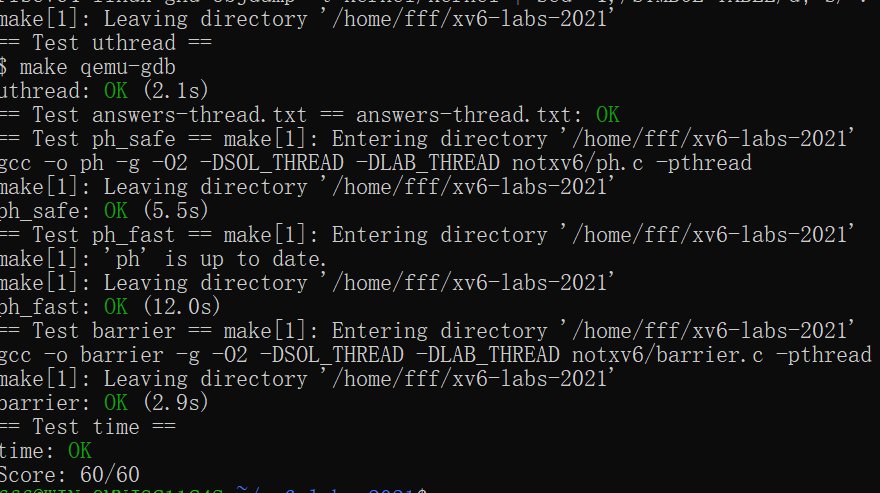 make[1]: Leaving directory '/home/fff/xv6-labs-2021'
== Test uthread ==
$ make qemu-gdb
uthread: OK (2.1s)
== Test answers-thread.txt == answers-thread.txt: OK
== Test ph_safe == make[1]: Entering directory '/home/fff/xv6-labs-2021'
gcc -o ph -g -O2 -DSOL_THREAD -DLAB_THREAD notxv6/ph.c -pthread
make[1]: Leaving directory '/home/fff/xv6-labs-2021'
ph_safe: OK (5.5s)
== Test ph_fast == make[1]: Entering directory '/home/fff/xv6-labs-2021'
make[1]: 'ph' is up to date.
make[1]: Leaving directory '/home/fff/xv6-labs-2021'
ph_fast: OK (12.0s)
== Test barrier == make[1]: Entering directory '/home/fff/xv6-labs-2021'
gcc -o barrier -g -O2 -DSOL_THREAD -DLAB_THREAD notxv6/barrier.c -pthread
make[1]: Leaving directory '/home/fff/xv6-labs-2021'
barrier: OK (2.9s)
== Test time ==
time: OK
Score: 60/60